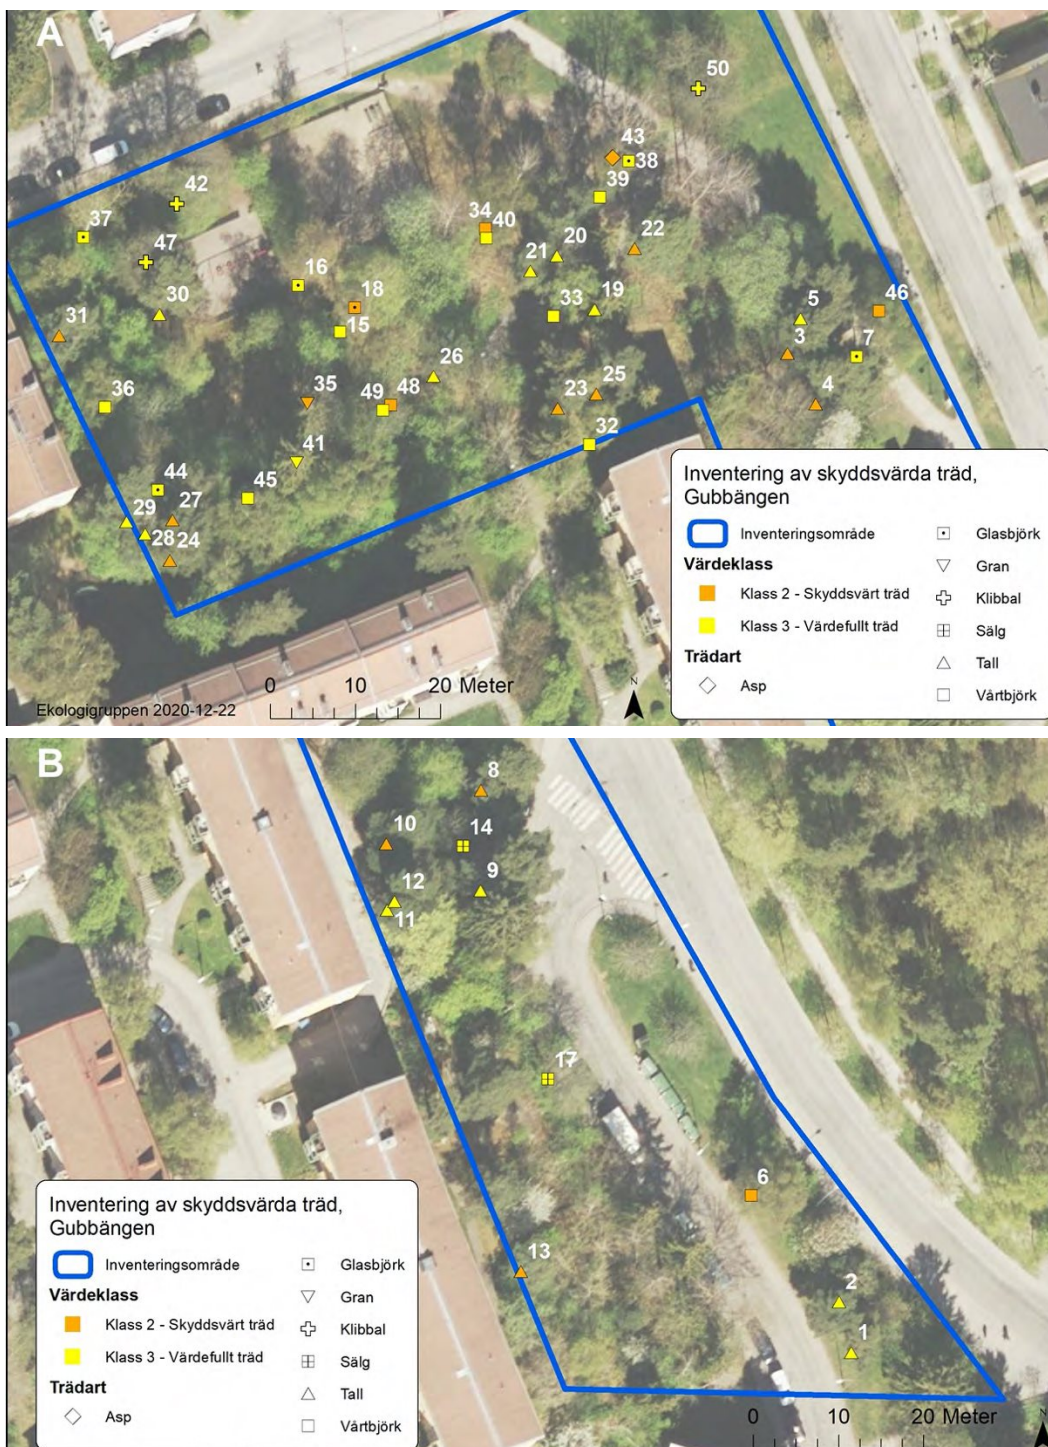 A
50
43
38
39
42
37
47
34
40
20
22
21
16
30
18
33
19
5
46
31
15
3
7
26
36
35
49
48
23
25
4
41
32
44
45
27
29
28
24
Inventering av skyddsvärda träd,
Gubbängen
Inventeringsområde
Värdeklass
Klass 2 - Skyddsvärt träd
Klass 3 - Värdefullt träd
Trädart
Asp
Glasbjörk
Gran
Klibbal
Sälg
Tall
Vårtbjörk
0 10 20 Meter
N
Ekologigruppen 2020-12-22
B
8
10
14
12
9
11
17
6
13
2
1
Inventering av skyddsvärda träd,
Gubbängen
Inventeringsområde
Värdeklass
Klass 2 - Skyddsvärt träd
Klass 3 - Värdefullt träd
Trädart
Asp
Glasbjörk
Gran
Klibbal
Sälg
Tall
Vårtbjörk
0 10 20 Meter
N